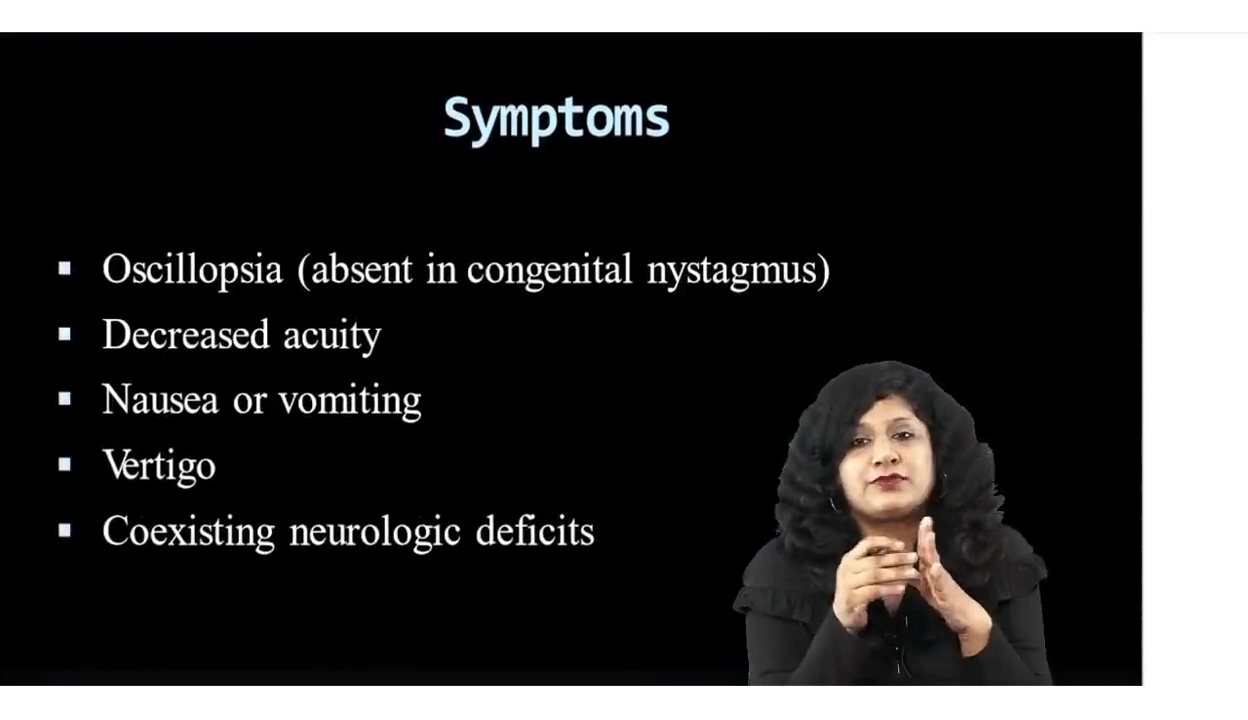 Symptoms
Oscillopsia (absent in congenital nystagmus)
Decreased acuity
Nausea or vomiting
Vertigo
Coexisting neurologic deficits